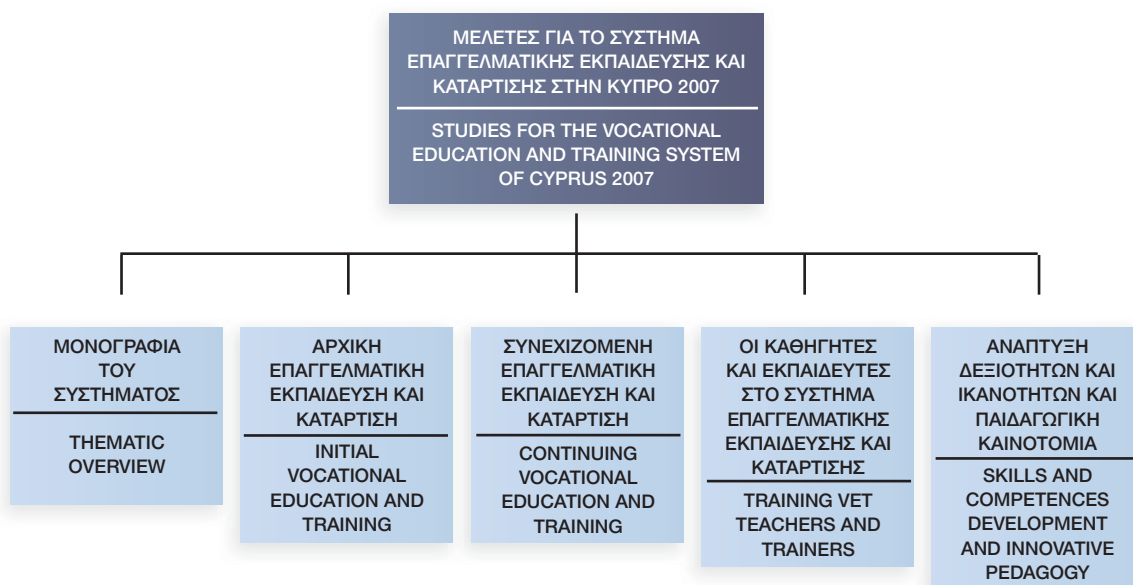 ΜΕΛΕΤΕΣ ΓΙΑ ΤΟ ΣΥΣΤΗΜΑ
ΕΠΑΓΓΕΛΜΑΤΙΚΗΣ ΕΚΠΑΙΔΕΥΣΗΣ ΚΑΙ
ΚΑΤΑΡΤΙΣΗΣ ΣΤΗΝ ΚΥΠΡΟ 2007
STUDIES FOR THE VOCATIONAL
EDUCATION AND TRAINING SYSTEM
OF CYPRUS 2007
ΜΟΝΟΓΡΑΦΙΑ
ΤΟΥ
ΣΥΣΤΗΜΑΤΟΣ
THEMATIC
OVERVIEW
ΑΡΧΙΚΗ
ΕΠΑΓΓΕΛΜΑΤΙΚΗ
ΕΚΠΑΙΔΕΥΣΗ ΚΑΙ
ΚΑΤΑΡΤΙΣΗ
INITIAL
VOCATIONAL
EDUCATION AND
TRAINING
ΣΥΝΕΧΙΖΟΜΕΝΗ
ΕΠΑΓΓΕΛΜΑΤΙΚΗ
ΕΚΠΑΙΔΕΥΣΗ ΚΑΙ
ΚΑΤΑΡΤΙΣΗ
CONTINUING
VOCATIONAL
EDUCATION AND
TRAINING
ΟΙ ΚΑΘΗΓΗΤΕΣ
ΚΑΙ ΕΚΠΑΙΔΕΥΤΕΣ
ΣΤΟ ΣΥΣΤΗΜΑ
ΕΠΑΓΓΕΛΜΑΤΙΚΗΣ
ΕΚΠΑΙΔΕΥΣΗΣ ΚΑΙ
ΚΑΤΑΡΤΙΣΗΣ
TRAINING VET
TEACHERS AND
TRAINERS
ΑΝΑΠΤΥΞΗ
ΔΕΞΙΟΤΗΤΩΝ ΚΑΙ
ΙΚΑΝΟΤΗΤΩΝ ΚΑΙ
ΠΑΙΔΑΓΩΓΙΚΗ
ΚΑΙΝΟΤΟΜΙΑ
SKILLS AND
COMPETENCES
DEVELOPMENT
AND INNOVATIVE
PEDAGOGY